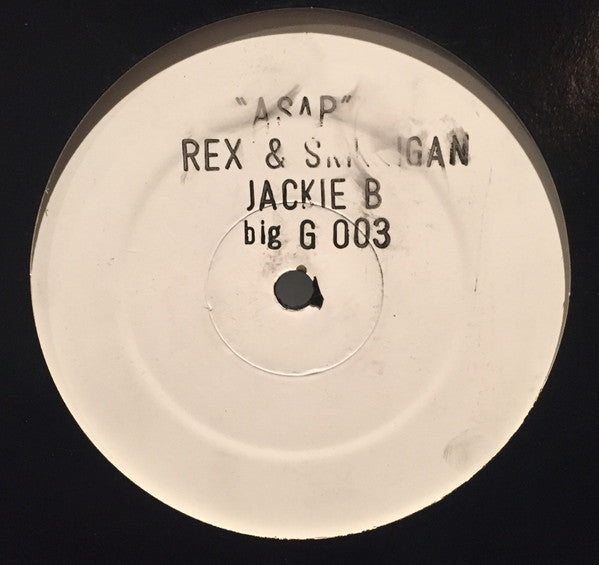 "ASAP"
REX &
JACKIE B
big G 003